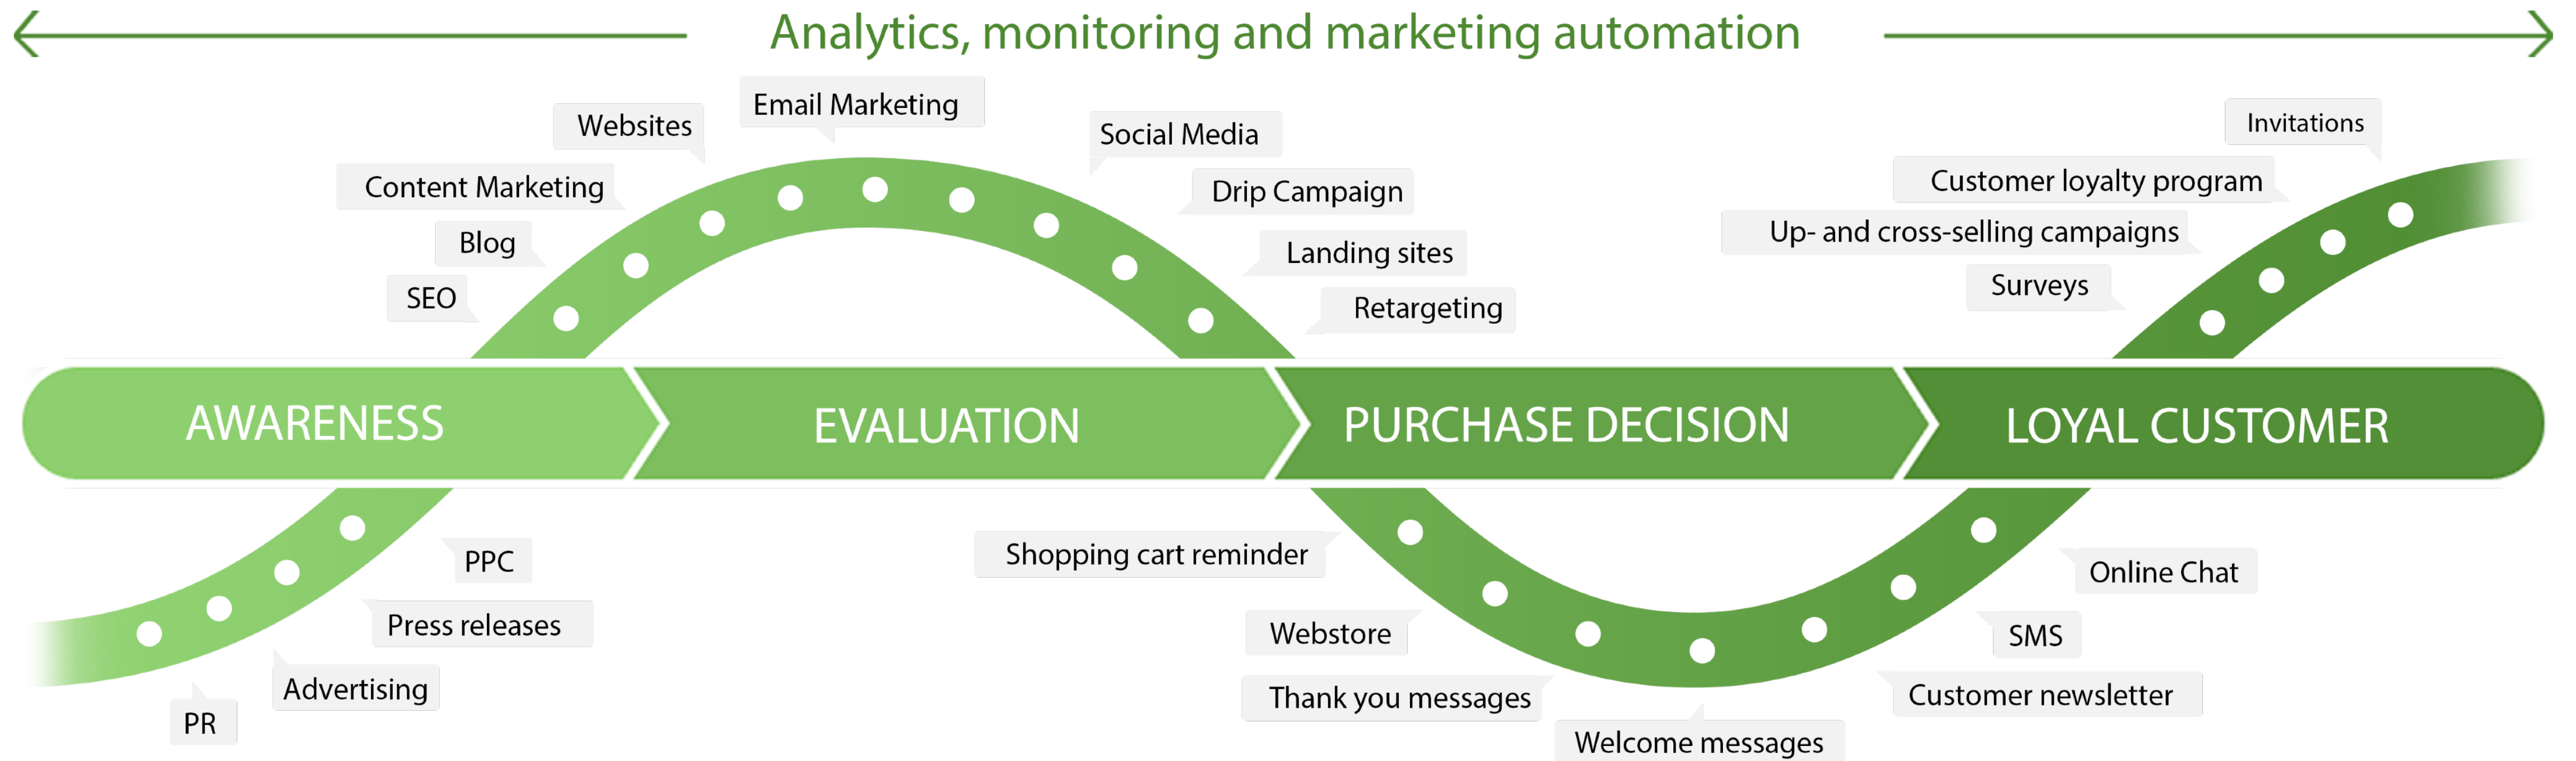 Analytics, monitoring and marketing automation
Email Marketing
Websites
Social Media
Invitations
Content Marketing
Drip Campaign
Customer loyalty program
Blog
Landing sites
Up- and cross-selling campaigns
SEO
Retargeting
Surveys
AWARENESS
EVALUATION
PURCHASE DECISION
LOYAL CUSTOMER
PPC
Shopping cart reminder
Online Chat
Press releases
Webstore
SMS
Advertising
Thank you messages
Customer newsletter
PR
Welcome messages